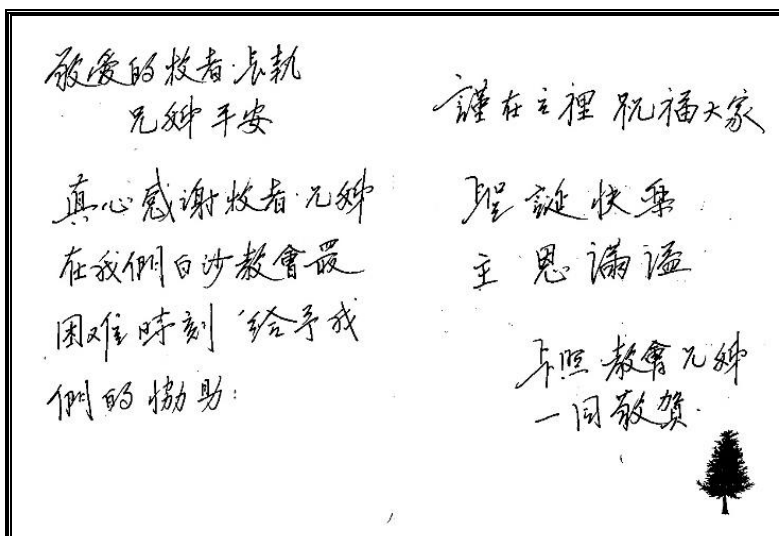 敬愛的牧者.長執
兄姊平安
真心感谢牧者.兄姊
在我們白沙教會最
困难時刻 給予我
們的協助:
謹在主裡祝福大家
聖誕快樂
主恩滿溢
照.教會兄姊
一同敬賀.